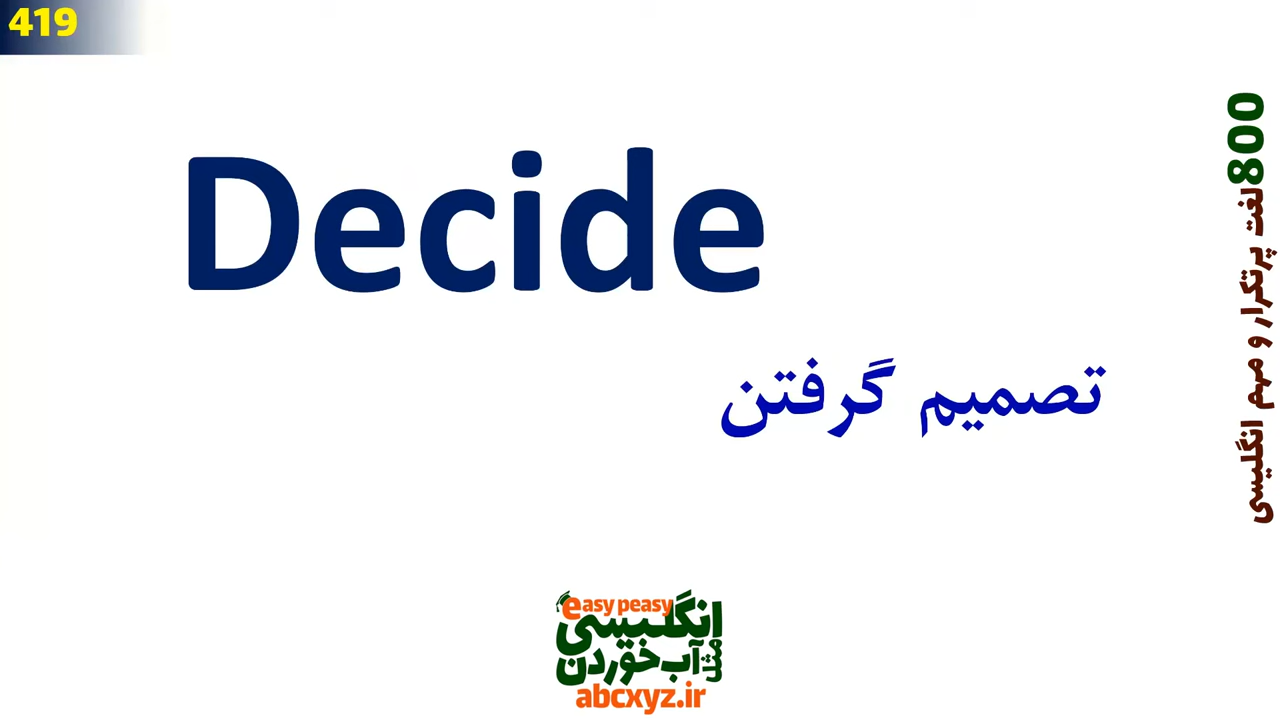 419
Decide
تصمیم گرفتن
800 لغت پرتکرار و مهم انگلیسی
easy peasy
انگلیسی
مثل آب خوردن
abcxyz.ir